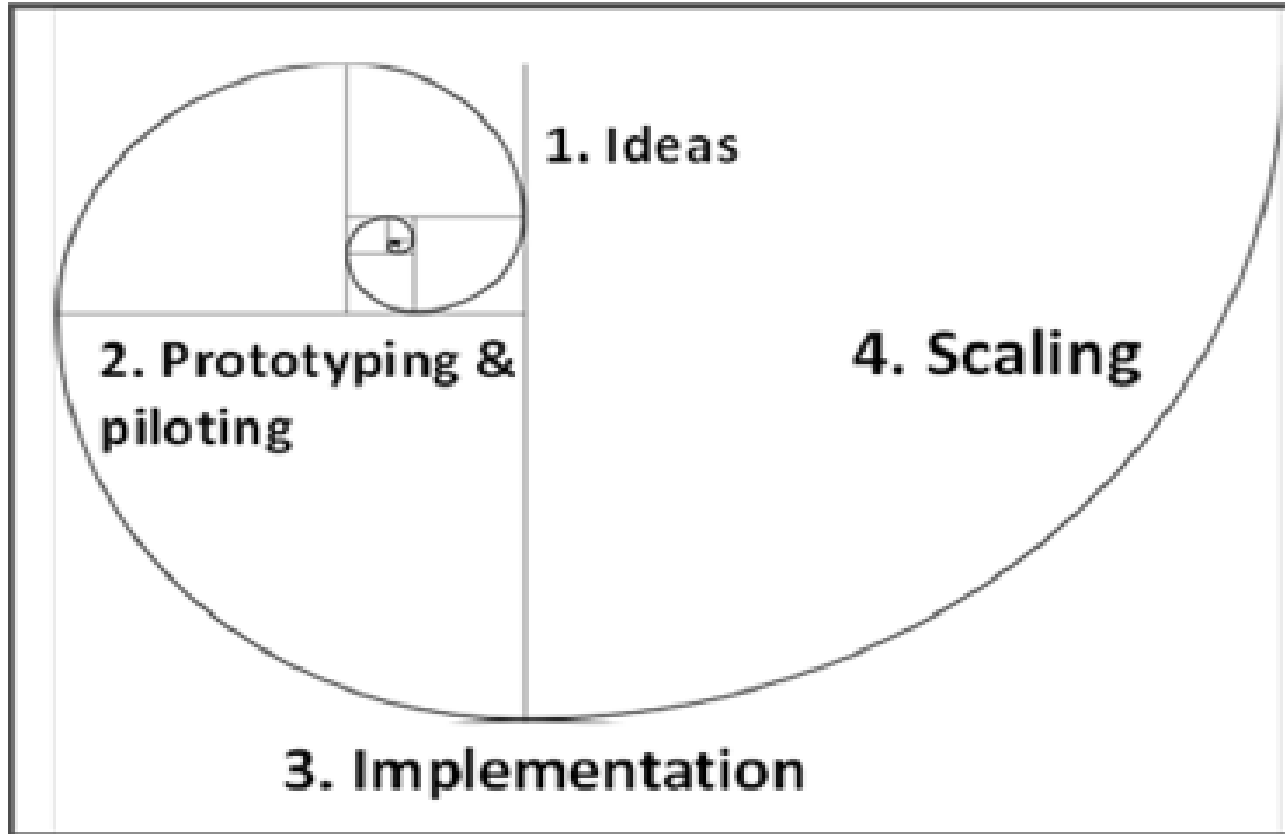 1. Ideas
2. Prototyping &
piloting
4. Scaling
3. Implementation